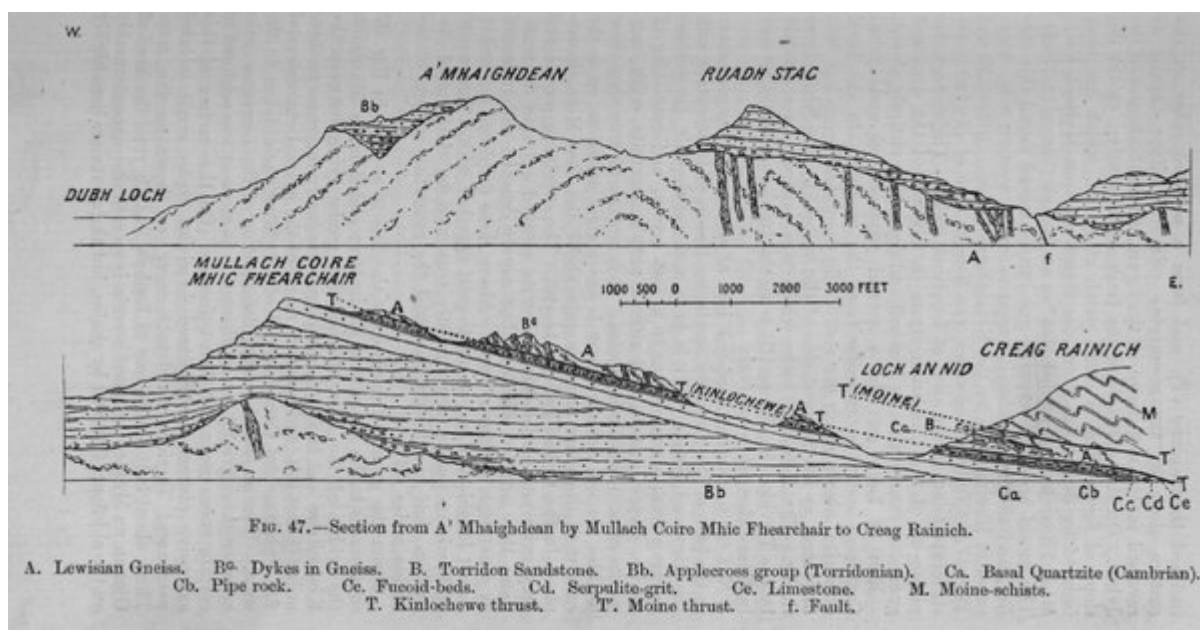 W.
A'MHAIGHDEAN
RUADH STAC
Bb
DUBH LOCH
A f
MULLACH COIRE
MHIC FHEARCHAIR
E.
1000 500 0 1000 2000 3000 FEET
T A
Bᴳ A
CREAG RAINICH
LOCH AN NID
T (KINLOCHEWE) A T
T' (MOINE)
Ca B
M
A
T'
T
Bb Ca Cb
Cc Cd Ce
FIG. 47.—Section from A' Mhaighdean by Mullach Coire Mhic Fhearchair to Creag Rainich.
A. Lewisian Gneiss. Bᴳ. Dykes in Gneiss. B. Torridon Sandstone. Bb. Applecross group (Torridonian). Ca. Basal Quartzite (Cambrian).
Cb. Pipe rock. Cc. Fucoid-beds. Cd. Serpulite-grit. Ce. Limestone. M. Moine-schists.
T. Kinlochewe thrust. T'. Moine thrust. f. Fault.